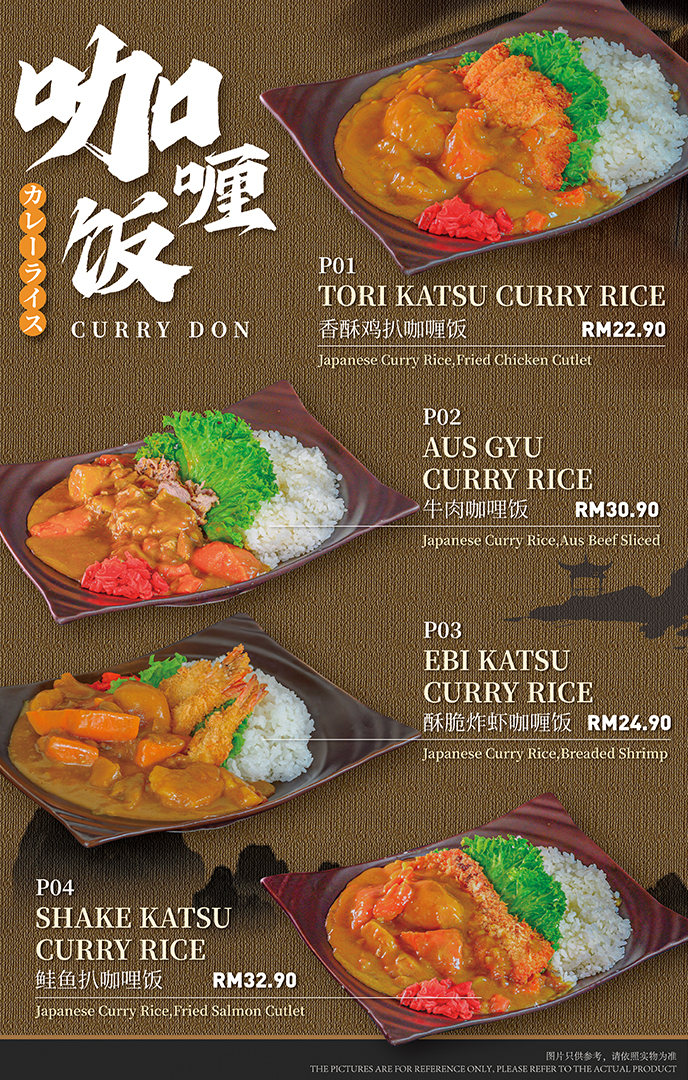 咖喱饭
カレーライス
CURRY DON
P01
TORI KATSU CURRY RICE
香酥鸡扒咖喱饭 RM22.90
Japanese Curry Rice,Fried Chicken Cutlet
P02
AUS GYU
CURRY RICE
牛肉咖喱饭 RM30.90
Japanese Curry Rice,Aus Beef Sliced
P03
EBI KATSU
CURRY RICE
酥脆炸虾咖喱饭 RM24.90
Japanese Curry Rice,Breaded Shrimp
P04
SHAKE KATSU
CURRY RICE
鲑鱼扒咖喱饭 RM32.90
Japanese Curry Rice,Fried Salmon Cutlet
图片只供参考，请依照实物为准
THE PICTURES ARE FOR REFERENCE ONLY, PLEASE REFER TO THE ACTUAL PRODUCT